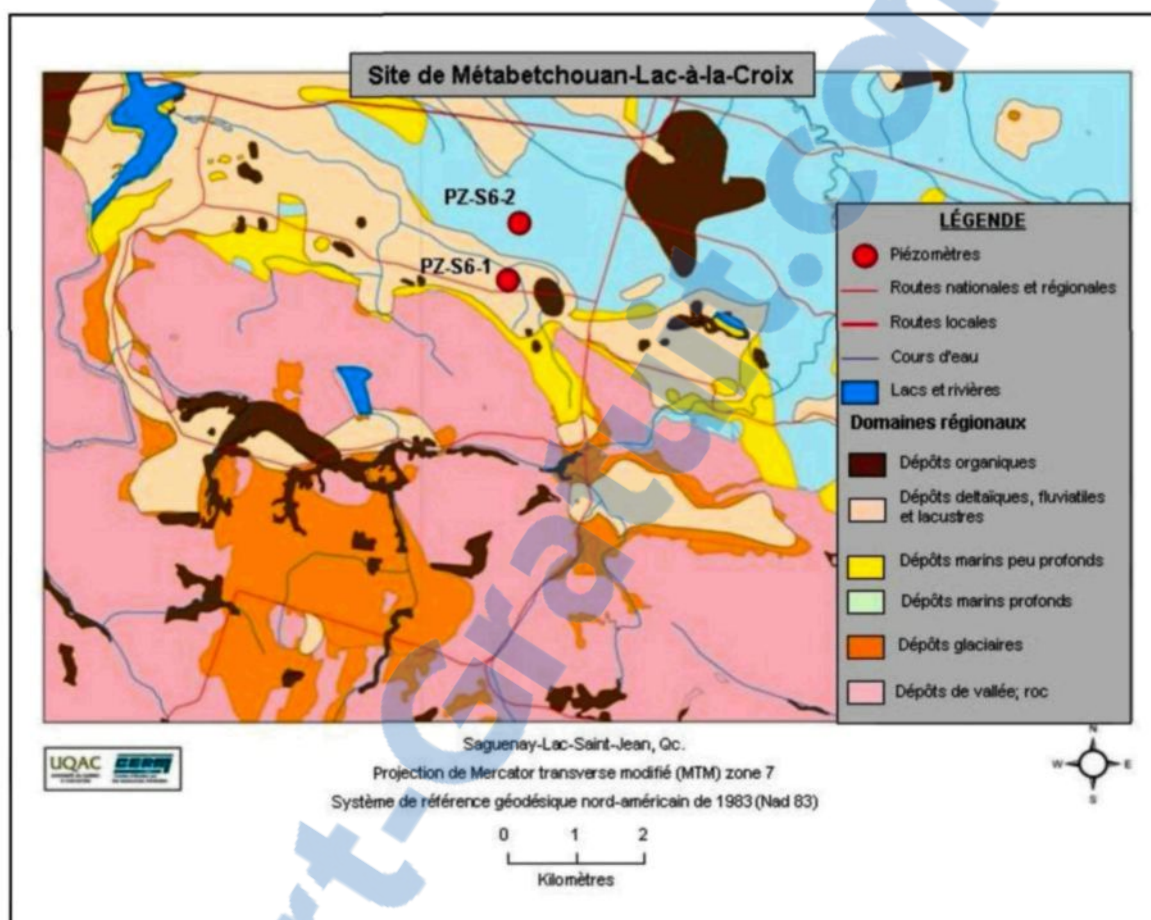 Site de Métabetchouan-Lac-à-la-Croix
PZ-S6-2
PZ-S6-1
LÉGENDE
Piézomètres
Routes nationales et régionales
Routes locales
Cours d'eau
Lacs et rivières
Domaines régionaux
Dépôts organiques
Dépôts deltaïques, fluviatiles
et lacustres
Dépôts marins peu profonds
Dépôts marins profonds
Dépôts glaciaires
Dépôts de vallée; roc
UQAC
CERM
Saguenay-Lac-Saint-Jean, Qc.
Projection de Mercator transverse modifié (MTM) zone 7
Système de référence géodésique nord-américain de 1983 (Nad 83)
0 1 2
Kilomètres
N
W E
S